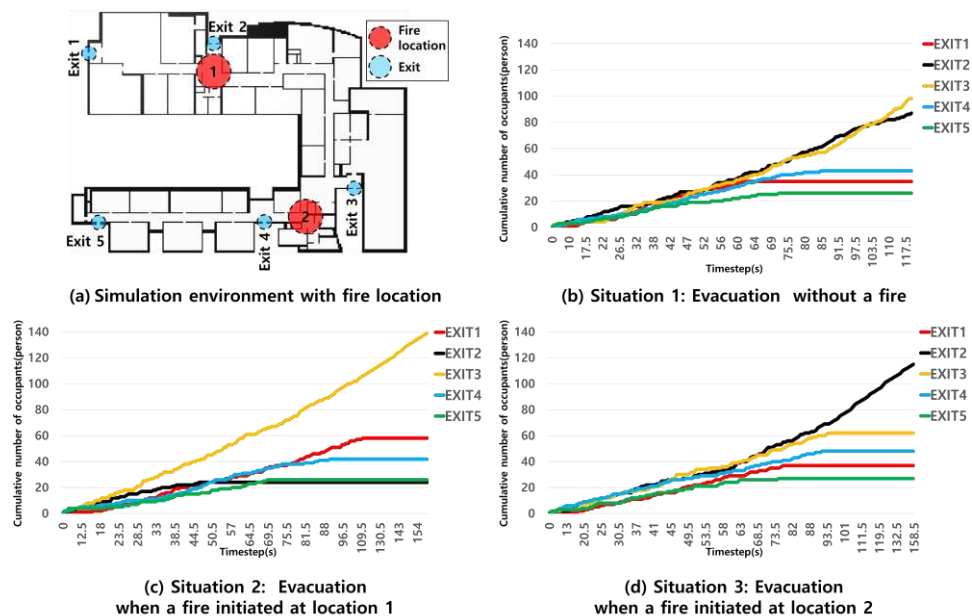 Exit 1
Exit 2
Fire
location
Exit
1
2
Exit 3
Exit 4
Exit 5
(a) Simulation environment with fire location
Cumulative number of occupants(person)
140
120
100
80
60
40
20
0
0 10 17.5 23 26.5 32 38 42.5 47 52 56 60 64 69 75.5 80 85 91.5 97 103.5 110 117.5
Timestep(s)
EXIT1
EXIT2
EXIT3
EXIT4
EXIT5
(b) Situation 1: Evacuation without a fire
Cumulative number of occupants(person)
140
120
100
80
60
40
20
0
0 12.5 18 23.5 28.5 33 38.5 44.5 50.5 57 64.5 69.5 75 81.5 88 96.5 109.5 130.5 154
Timestep(s)
EXIT1
EXIT2
EXIT3
EXIT4
EXIT5
(c) Situation 2: Evacuation
when a fire initiated at location 1
Cumulative number of occupants(person)
140
120
100
80
60
40
20
0
0 13 20.5 25 30.5 37 41 44 49.5 53.5 58 63 68.5 73.5 82 88 93.5 101 111.5 119.5 132.5 158.5
Timestep(s)
EXIT1
EXIT2
EXIT3
EXIT4
EXIT5
(d) Situation 3: Evacuation
when a fire initiated at location 2